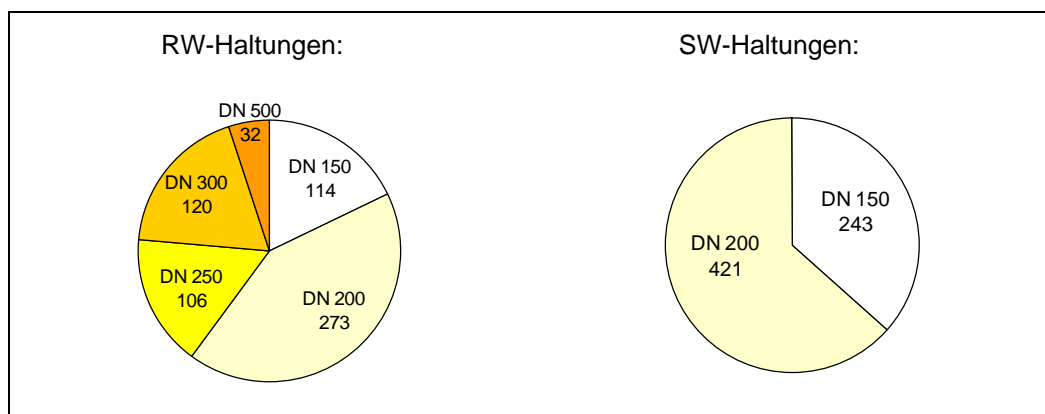 RW-Haltungen:
DN 500
32
DN 150
114
DN 300
120
DN 250
106
DN 200
273
SW-Haltungen:
DN 150
243
DN 200
421